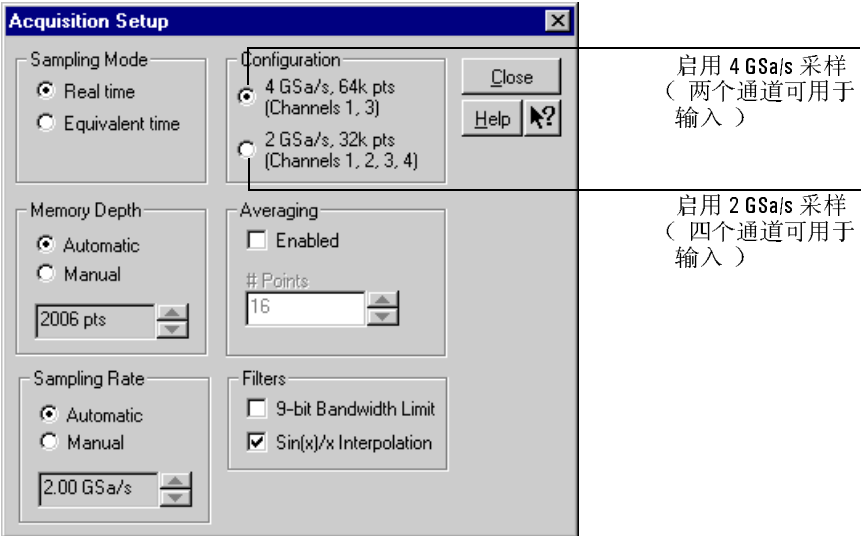 Acquisition Setup
Sampling Mode
Real time
Equivalent time
Configuration
4 GSa/s, 64k pts
(Channels 1, 3)
2 GSa/s, 32k pts
(Channels 1, 2, 3, 4)
Close
Help
?
Memory Depth
Automatic
Manual
2006 pts
Averaging
Enabled
# Points
16
Sampling Rate
Automatic
Manual
2.00 GSa/s
Filters
9-bit Bandwidth Limit
Sin(x)/x Interpolation
启用 4 GSa/s 采样
（ 两个通道可用于
输入 ）
启用 2 GSa/s 采样
（ 四个通道可用于
输入 ）